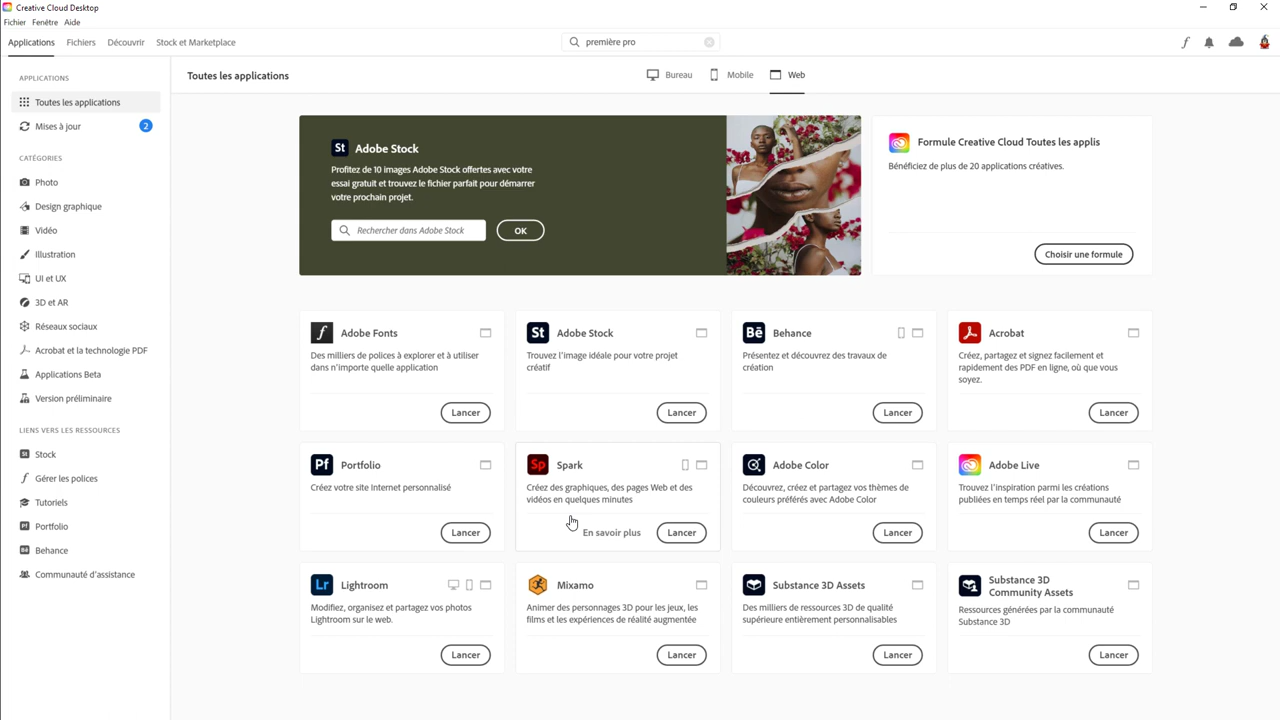 Creative Cloud Desktop
Fichier Fenêtre Aide
Applications Fichiers Découvrir Stock et Marketplace
première pro
Toutes les applications
Bureau Mobile Web
APPLICATIONS
Toutes les applications
Mises à jour 2
CATÉGORIES
Photo
Design graphique
Vidéo
Illustration
UI et UX
3D et AR
Réseaux sociaux
Acrobat et la technologie PDF
Applications Beta
Version préliminaire
LIENS VERS LES RESSOURCES
St Stock
Gérer les polices
Tutoriels
Pf Portfolio
Bē Behance
Communauté d'assistance
St Adobe Stock
Profitez de 10 images Adobe Stock offertes avec votre
essai gratuit et trouvez le fichier parfait pour démarrer
votre prochain projet.
Rechercher dans Adobe Stock OK
Formule Creative Cloud Toutes les applis
Bénéficiez de plus de 20 applications créatives.
Choisir une formule
f Adobe Fonts
Des milliers de polices à explorer et à utiliser
dans n'importe quelle application
Lancer
St Adobe Stock
Trouvez l'image idéale pour votre projet
créatif
Lancer
Bē Behance
Présentez et découvrez des travaux de
création
Lancer
Acrobat
Créez, partagez et signez facilement et
rapidement des PDF en ligne, où que vous
soyez.
Lancer
Pf Portfolio
Créez votre site Internet personnalisé
Lancer
Sp Spark
Créez des graphiques, des pages Web et des
vidéos en quelques minutes
En savoir plus Lancer
Adobe Color
Découvrez, créez et partagez vos thèmes de
couleurs préférés avec Adobe Color
Lancer
Adobe Live
Trouvez l'inspiration parmi les créations
publiées en temps réel par la communauté
Lancer
Lr Lightroom
Modifiez, organisez et partagez vos photos
Lightroom sur le web.
Lancer
Mixamo
Animer des personnages 3D pour les jeux, les
films et les expériences de réalité augmentée
Lancer
Substance 3D Assets
Des milliers de ressources 3D de qualité
supérieure entièrement personnalisables
Lancer
Substance 3D
Community Assets
Ressources générées par la communauté
Substance 3D
Lancer